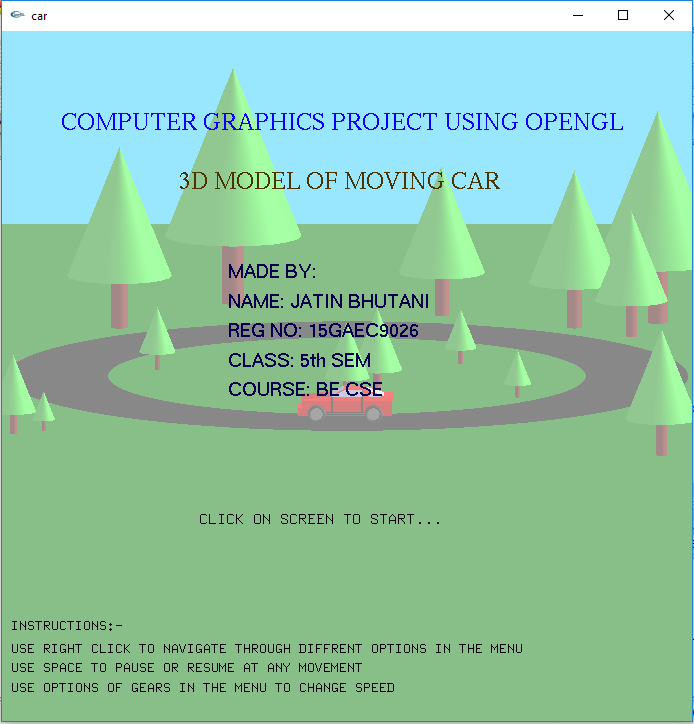 car
COMPUTER GRAPHICS PROJECT USING OPENGL
3D MODEL OF MOVING CAR
MADE BY:
NAME: JATIN BHUTANI
REG NO: 15GAEC9026
CLASS: 5th SEM
COURSE: BE CSE
CLICK ON SCREEN TO START...
INSTRUCTIONS:-
USE RIGHT CLICK TO NAVIGATE THROUGH DIFFRENT OPTIONS IN THE MENU
USE SPACE TO PAUSE OR RESUME AT ANY MOVEMENT
USE OPTIONS OF GEARS IN THE MENU TO CHANGE SPEED